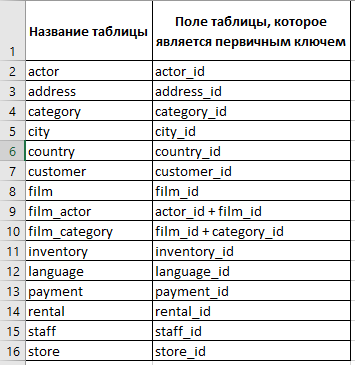 Название таблицы Поле таблицы, которое
является первичным ключем
1
2 actor actor_id
3 address address_id
4 category category_id
5 city city_id
6 country country_id
7 customer customer_id
8 film film_id
9 film_actor actor_id + film_id
10 film_category film_id + category_id
11 inventory inventory_id
12 language language_id
13 payment payment_id
14 rental rental_id
15 staff staff_id
16 store store_id